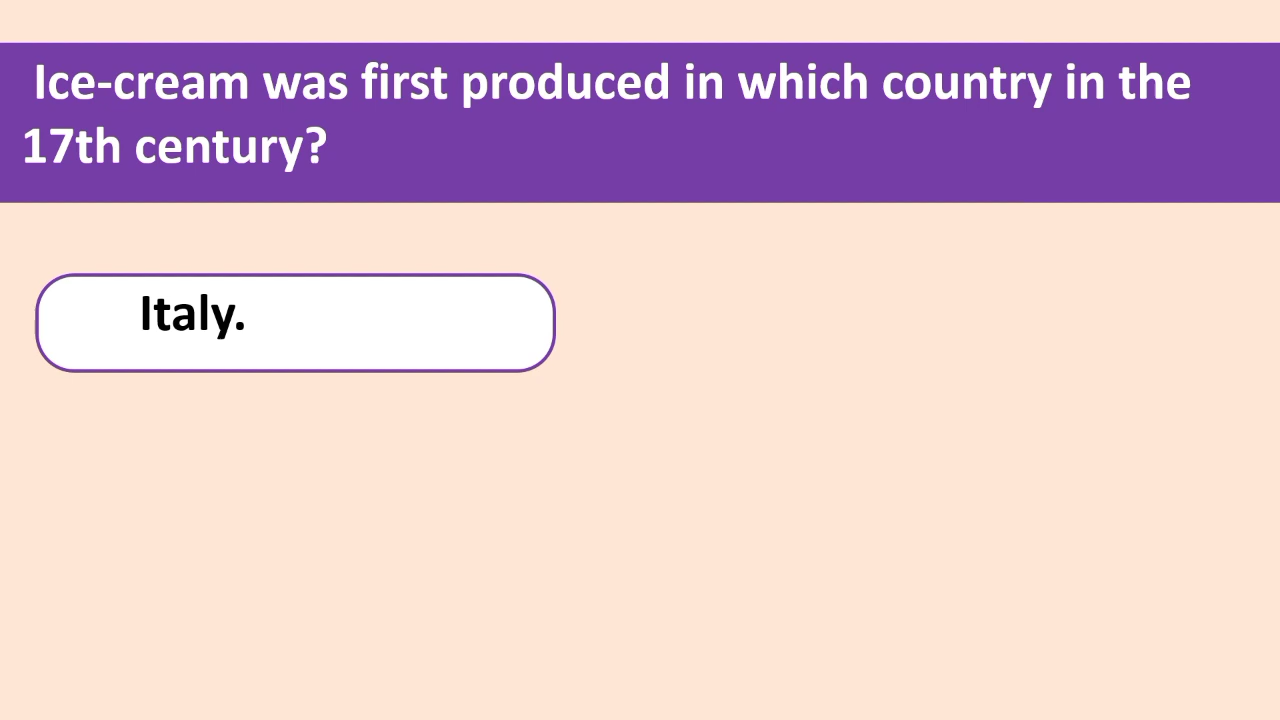 Ice-cream was first produced in which country in the
17th century?
Italy.